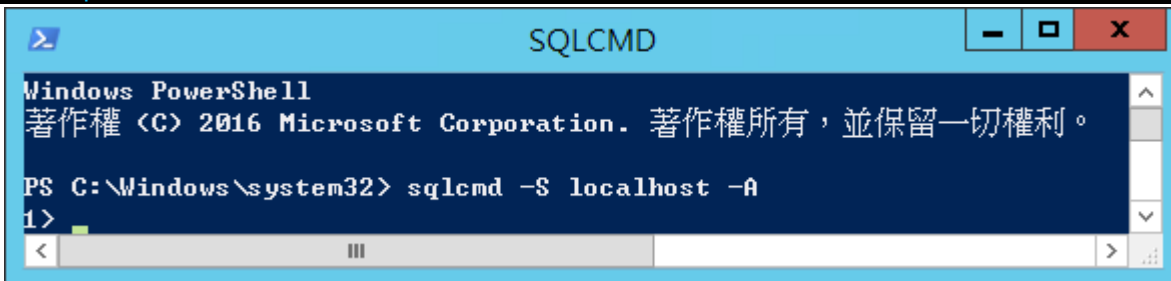 SQLCMD
Windows PowerShell
著作權 (C) 2016 Microsoft Corporation. 著作權所有，並保留一切權利。
PS C:\Windows\system32> sqlcmd -S localhost -A
1>